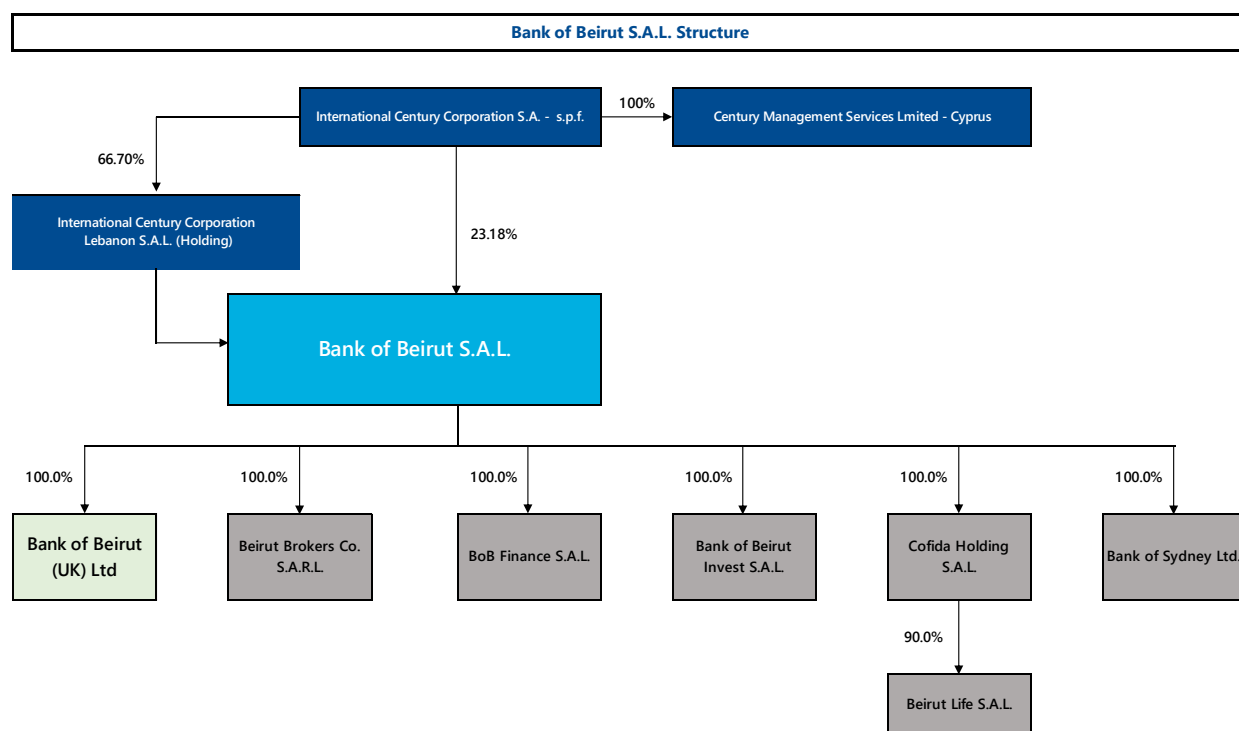 Bank of Beirut S.A.L. Structure
International Century Corporation S.A. - s.p.f.
100%
Century Management Services Lmited - Cyprus
66.70%
International Century Corporation
Lebanon S.A.L. (Holding)
23.18%
Bank of Beirut S.A.L.
100.0%
100.0%
100.0%
100.0%
100.0%
100.0%
Bank of Beirut
(UK) Ltd
Beirut Brokers Co.
S.A.R.L.
BoB Finance S.A.L.
Bank of Beirut
Invest S.A.L.
Cofida Holding
S.A.L.
Bank of Sydney Ltd.
90.0%
Beirut Life S.A.L.